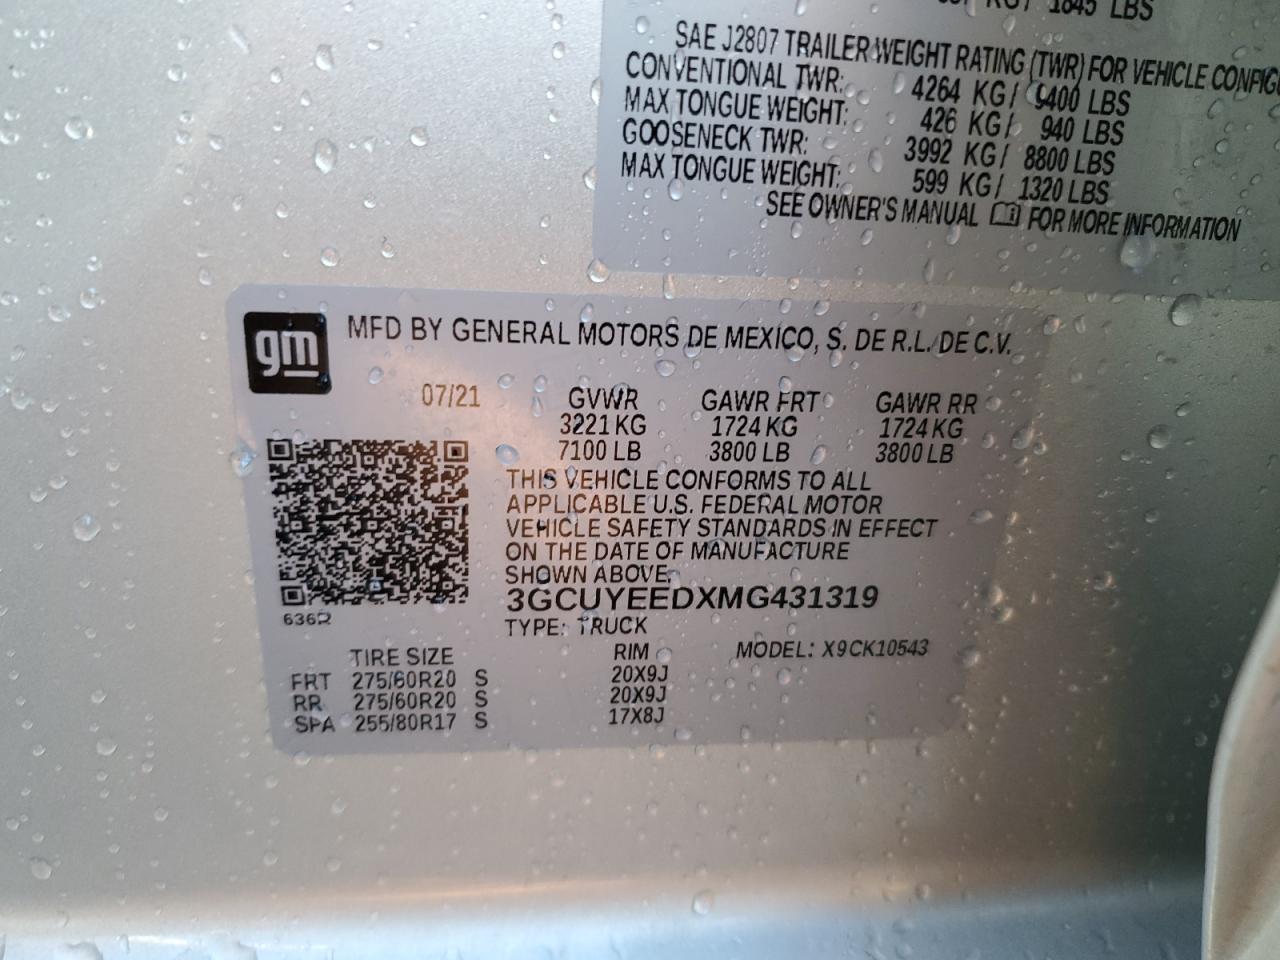 KG/ 1845 LBS
SAE J2807 TRAILER WEIGHT RATING (TWR) FOR VEHICLE
CONVENTIONAL TWR: 4264 KG/ 9400 LBS
MAX TONGUE WEIGHT: 426 KG/ 940 LBS
GOOSENECK TWR: 3992 KG/ 8800 LBS
MAX TONGUE WEIGHT: 599 KG/ 1320 LBS
SEE OWNER'S MANUAL FOR MORE INFORMATION
gm
MFD BY GENERAL MOTORS DE MEXICO, S. DE R.L. DE C.V.
07/21 GVWR GAWR FRT GAWR RR
3221 KG 1724 KG 1724 KG
7100 LB 3800 LB 3800 LB
THIS VEHICLE CONFORMS TO ALL
APPLICABLE U.S. FEDERAL MOTOR
VEHICLE SAFETY STANDARDS IN EFFECT
ON THE DATE OF MANUFACTURE
SHOWN ABOVE.
3GCUYEEDXMG431319
636R
TYPE: TRUCK
TIRE SIZE RIM MODEL: X9CK10543
FRT 275/60R20 S 20X9J
RR 275/60R20 S 20X9J
SPA 255/80R17 S 17X8J